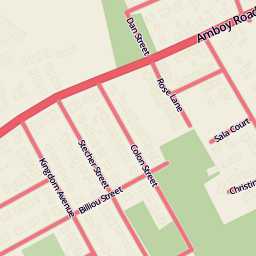 Amboy Road
Dan Street
Rose Lane
Sala Court
Stecher Street
Colon Street
Kingdom Avenue
Billiou Street
Christin